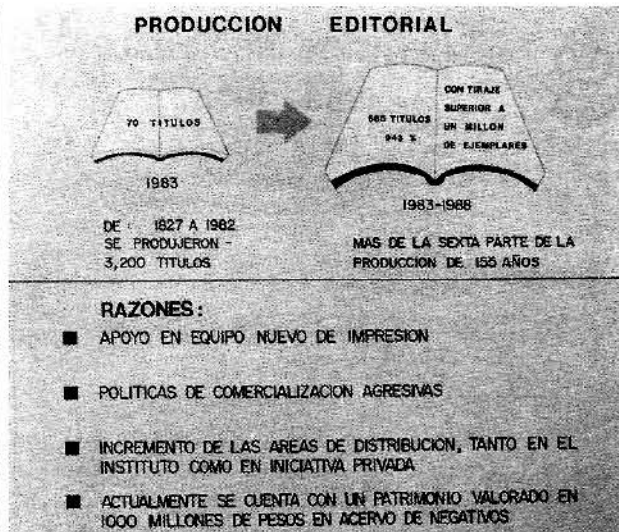 PRODUCCION EDITORIAL
70 TITULOS
1983
DE : 1827 A 1982
SE PRODUJERON -
3,200 TITULOS
665 TITULOS
943 %
CON TIRAJE
SUPERIOR A
UN MILLON
DE EJEMPLARES
1983-1988
MAS DE LA SEXTA PARTE DE LA
PRODUCCION DE 155 AÑOS
RAZONES :
APOYO EN EQUIPO NUEVO DE IMPRESION
POLITICAS DE COMERCIALIZACION AGRESIVAS
INCREMENTO DE LAS AREAS DE DISTRIBUCION, TANTO EN EL
INSTITUTO COMO EN INICIATIVA PRIVADA
ACTUALMENTE SE CUENTA CON UN PATRIMONIO VALORADO EN
1000 MILLONES DE PESOS EN ACERVO DE NEGATIVOS